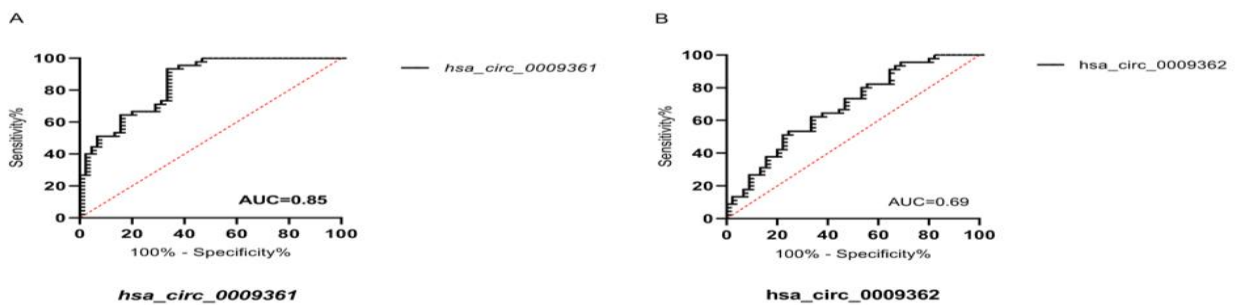 A
Sensitivity%
100
80
60
40
20
0
0 20 40 60 80 100
100% - Specificity%
AUC=0.85
hsa_circ_0009361
hsa_circ_0009361
B
Sensitivity%
100
80
60
40
20
0
0 20 40 60 80 100
100% - Specificity%
AUC=0.69
hsa_circ_0009362
hsa_circ_0009362